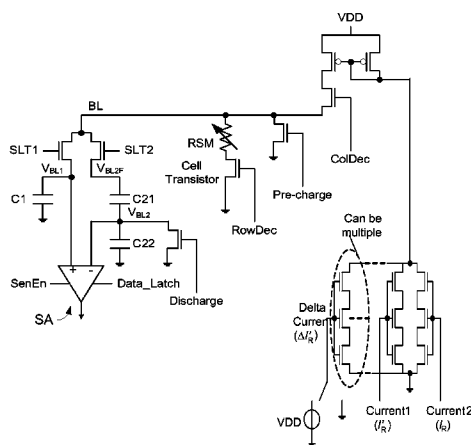 VDD
BL
SLT1
SLT2
RSM
V_BL1
V_BL2F
Cell
Transistor
ColDec
Pre-charge
C1
C21
V_BL2
RowDec
Can be
multiple
C22
SenEn
+ -
Data_Latch
SA
Discharge
Delta
Current
(ΔI'_R)
VDD
Current1
(I'_R)
Current2
(I_R)